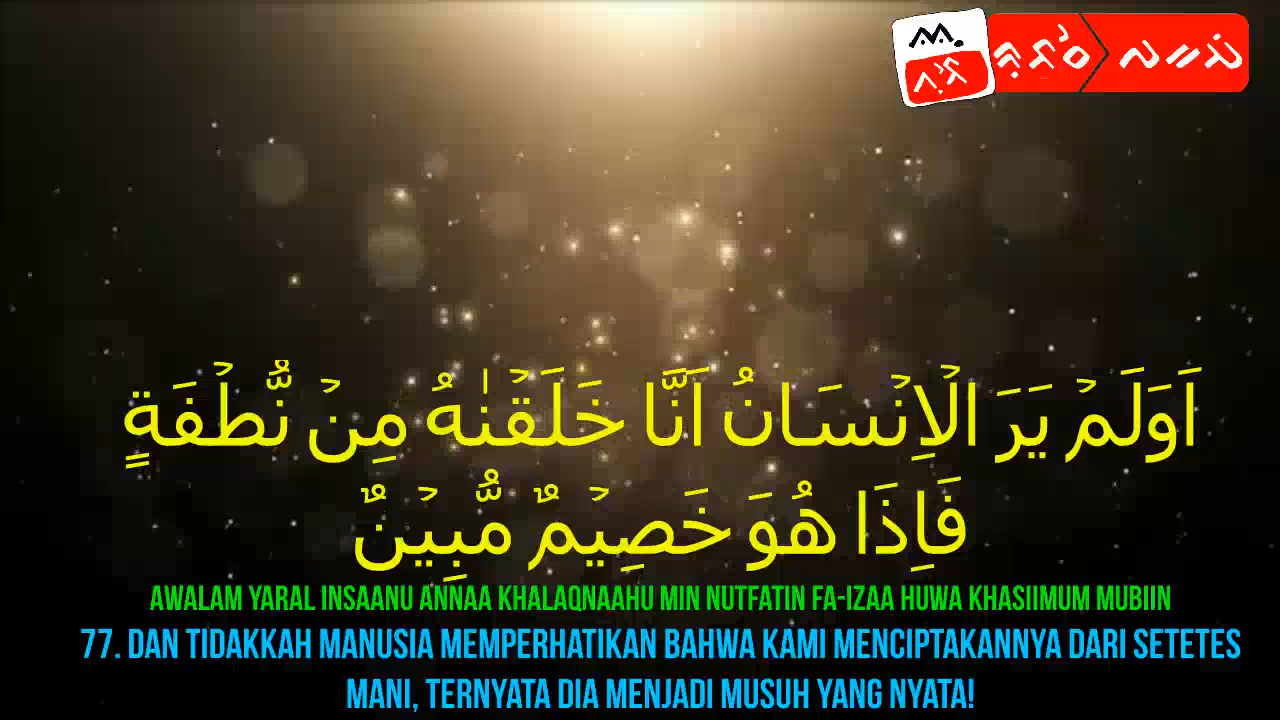 اَوَلَمۡ يَرَ الۡاِنۡسَانُ اَنَّا خَلَقۡنٰهُ مِنۡ نُّطۡفَةٍ
فَاِذَا هُوَ خَصِيۡمٌ مُّبِيۡنٌ
AWALAM YARAL INSAANU ANNAA KHALAQNAAHU MIN NUTFATIN FA-IZAA HUWA KHASIIMUM MUBIIN
77. DAN TIDAKKAH MANUSIA MEMPERHATIKAN BAHWA KAMI MENCIPTAKANNYA DARI SETETES
MANI, TERNYATA DIA MENJADI MUSUH YANG NYATA!